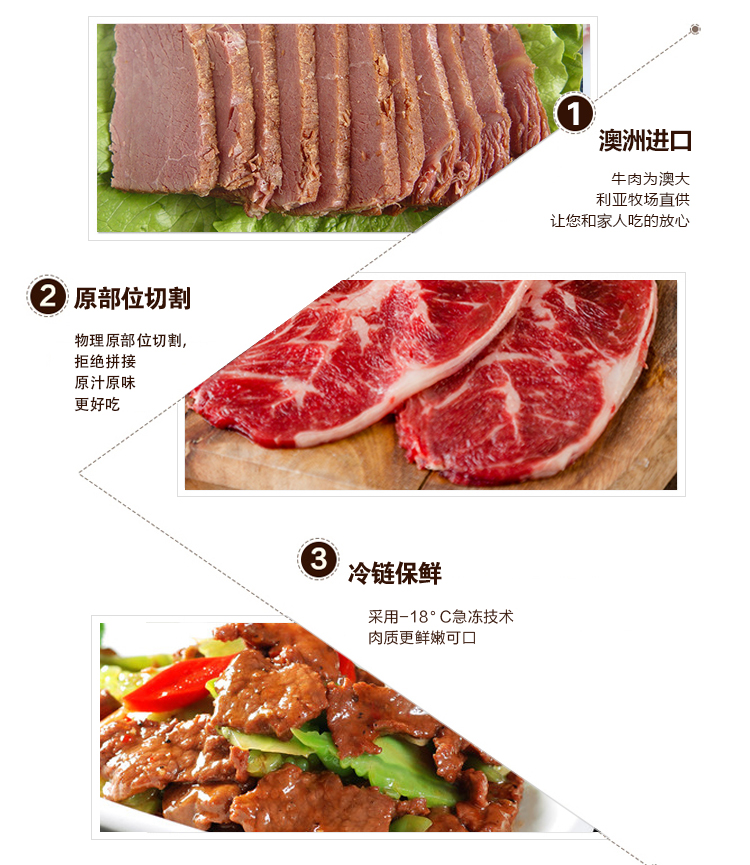 1
澳洲进口
牛肉为澳大
利亚牧场直供
让您和家人吃的放心
2
原部位切割
物理原部位切割,
拒绝拼接
原汁原味
更好吃
3
冷链保鲜
采用-18°C急冻技术
肉质更鲜嫩可口